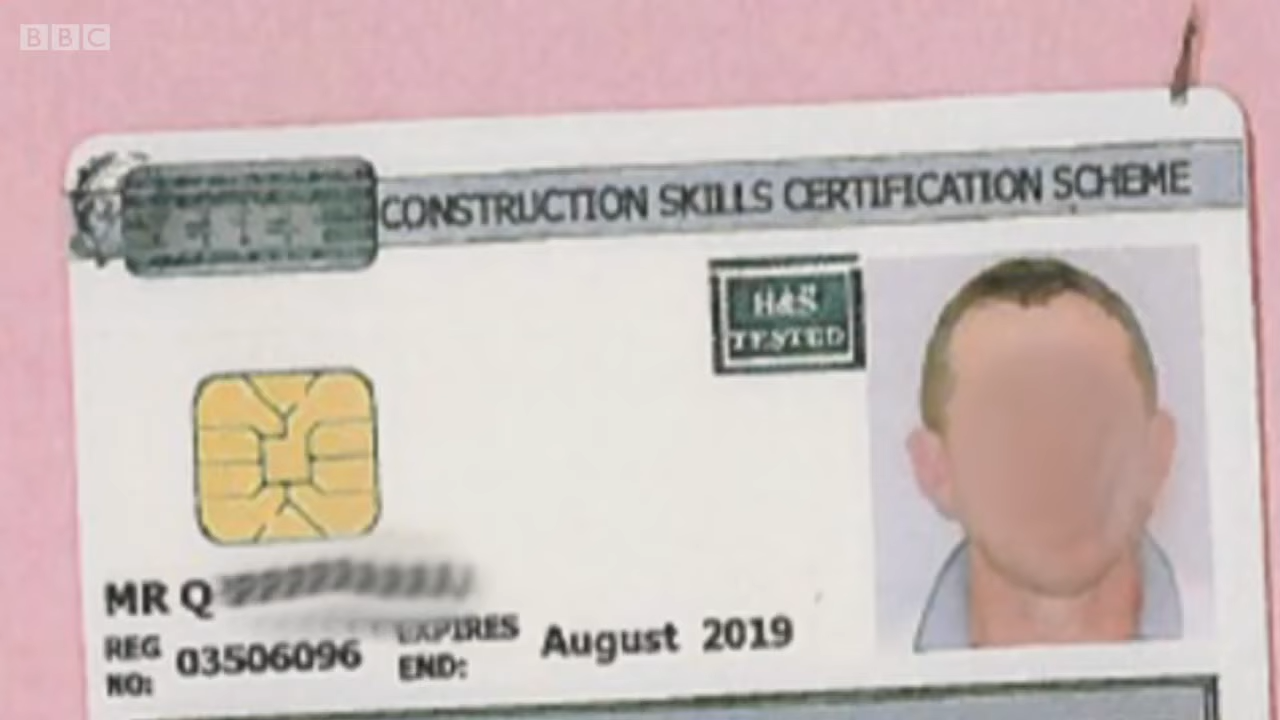 BBC
CONSTRUCTION SKILLS CERTIFICATION SCHEME
H&S
TESTED
MR Q
REG NO: 03506096 EXPIRES END: August 2019